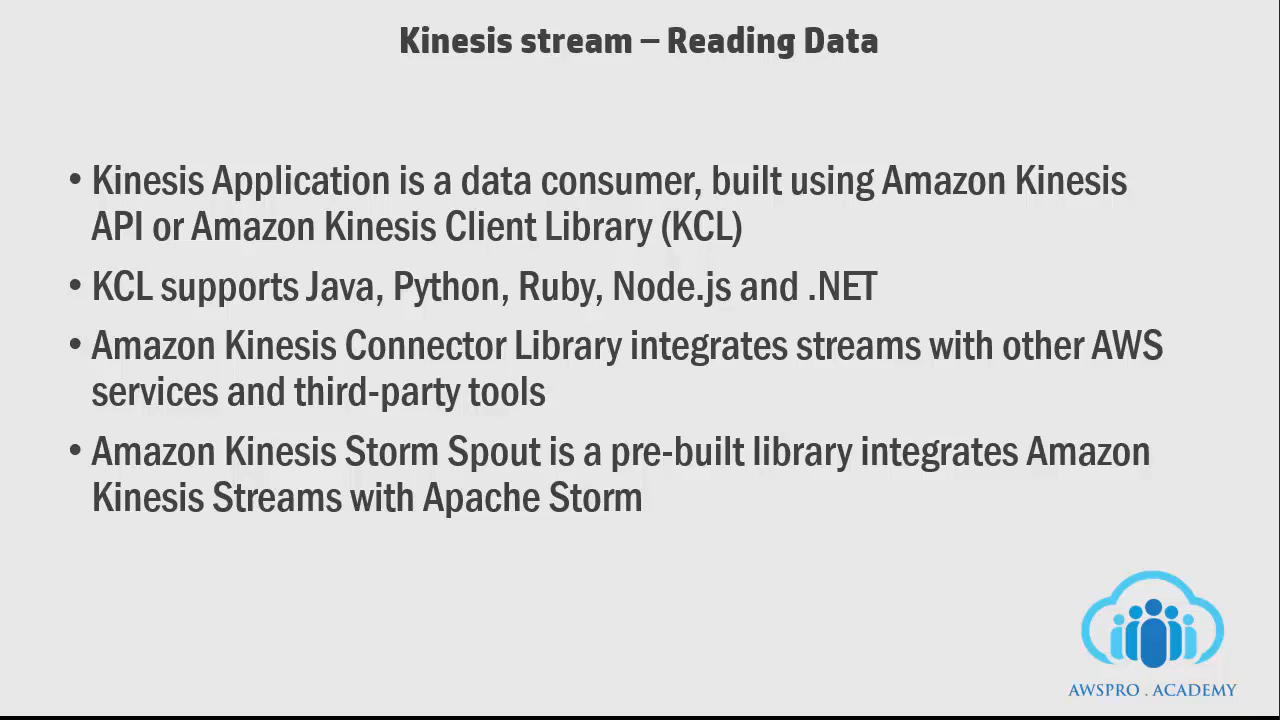 Kinesis stream – Reading Data
• Kinesis Application is a data consumer, built using Amazon Kinesis
API or Amazon Kinesis Client Library (KCL)
• KCL supports Java, Python, Ruby, Node.js and .NET
• Amazon Kinesis Connector Library integrates streams with other AWS
services and third-party tools
• Amazon Kinesis Storm Spout is a pre-built library integrates Amazon
Kinesis Streams with Apache Storm
AWSPRO . ACADEMY